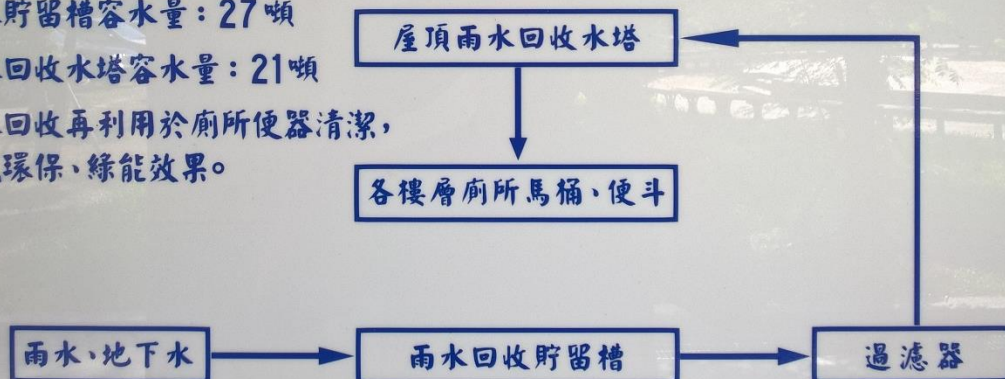 貯留槽容水量：27噸
回收水塔容水量：21噸
回收再利用於廁所便器清潔，
環保、綠能效果。
屋頂雨水回收水塔
各樓層廁所馬桶、便斗
雨水、地下水
雨水回收貯留槽
過濾器